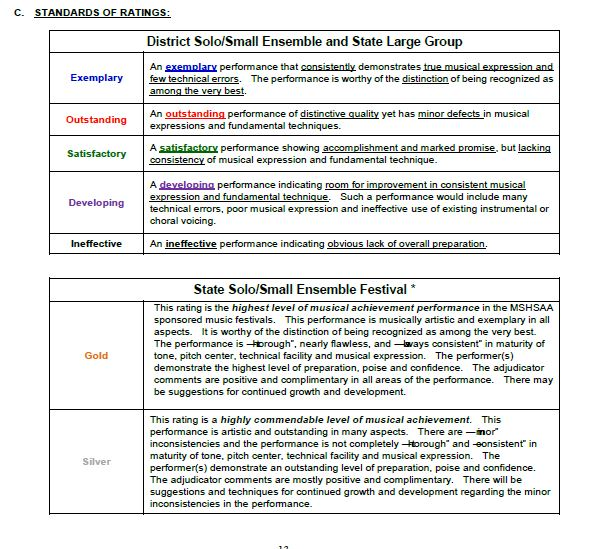 C. STANDARDS OF RATINGS:
District Solo/Small Ensemble and State Large Group
Exemplary
An exemplary performance that consistently demonstrates true musical expression and
few technical errors. The performance is worthy of the distinction of being recognized as
among the very best.
Outstanding
An outstanding performance of distinctive quality yet has minor defects in musical
expressions and fundamental techniques.
Satisfactory
A satisfactory performance showing accomplishment and marked promise, but lacking
consistency of musical expression and fundamental technique.
Developing
A developing performance indicating room for improvement in consistent musical
expression and fundamental technique. Such a performance would include many
technical errors, poor musical expression and ineffective use of existing instrumental or
choral voicing.
Ineffective
An ineffective performance indicating obvious lack of overall preparation.
State Solo/Small Ensemble Festival *
Gold
This rating is the highest level of musical achievement performance in the MSHSAA
sponsored music festivals. This performance is musically artistic and exemplary in all
aspects. It is worthy of the distinction of being recognized as among the very best.
The performance is ―thorough", nearly flawless, and ―always consistent" in maturity of
tone, pitch center, technical facility and musical expression. The performer(s)
demonstrate the highest level of preparation, poise and confidence. The adjudicator
comments are positive and complimentary in all areas of the performance. There may
be suggestions for continued growth and development.
Silver
This rating is a highly commendable level of musical achievement. This
performance is artistic and outstanding in many aspects. There are ―minor"
inconsistencies and the performance is not completely ―thorough" and ―consistent" in
maturity of tone, pitch center, technical facility and musical expression. The
performer(s) demonstrate an outstanding level of preparation, poise and confidence.
The adjudicator comments are mostly positive and complimentary. There will be
suggestions and techniques for continued growth and development regarding the minor
inconsistencies in the performance.